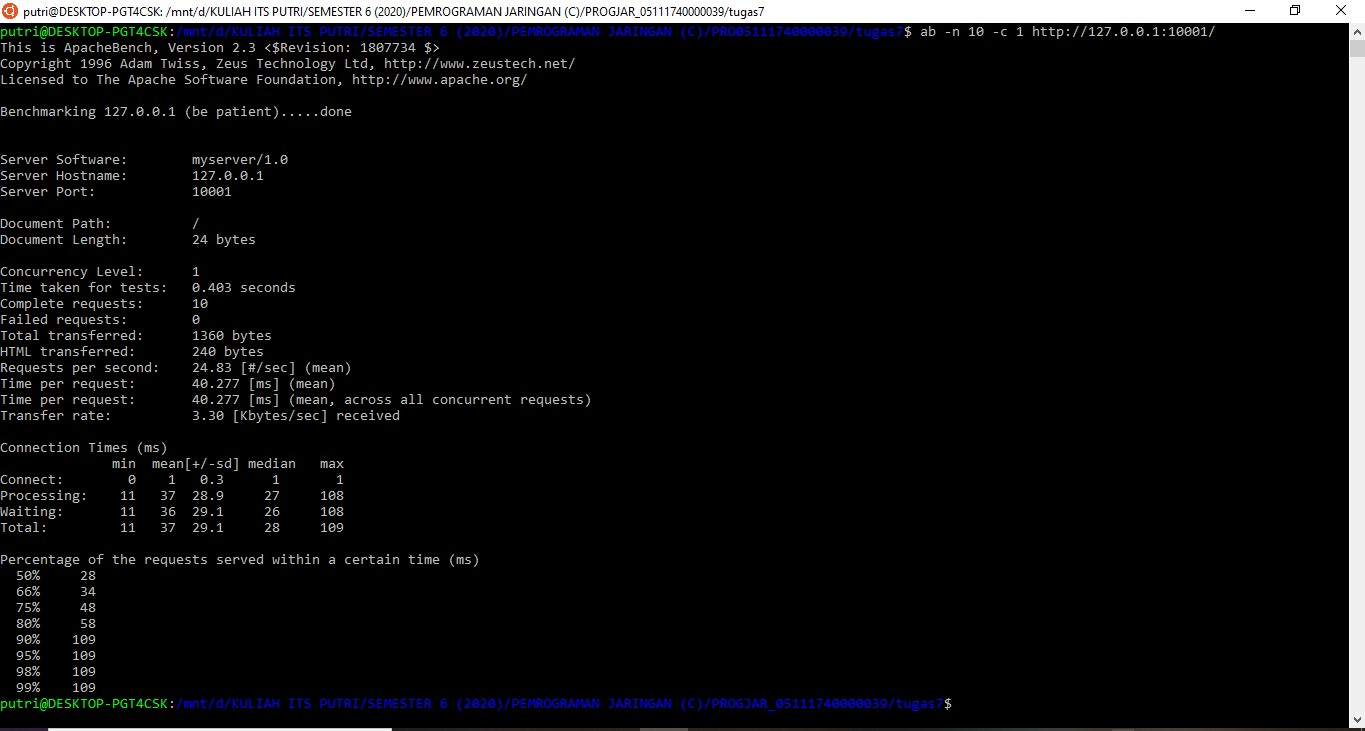 putri@DESKTOP-PGT4CSK: /mnt/d/KULIAH ITS PUTRI/SEMESTER 6 (2020)/PEMROGRAMAN JARINGAN (C)/PROGJAR_05111740000039/tugas7
putri@DESKTOP-PGT4CSK:/mnt/d/KULIAH ITS PUTRI/SEMESTER 6 (2020)/PEMROGRAMAN JARINGAN (C)/PRO05111740000039/tugas7$ ab -n 10 -c 1 http://127.0.0.1:10001/
This is ApacheBench, Version 2.3 <$Revision: 1807734 $>
Copyright 1996 Adam Twiss, Zeus Technology Ltd, http://www.zeustech.net/
Licensed to The Apache Software Foundation, http://www.apache.org/

Benchmarking 127.0.0.1 (be patient).....done


Server Software:        myserver/1.0
Server Hostname:        127.0.0.1
Server Port:            10001

Document Path:          /
Document Length:        24 bytes

Concurrency Level:      1
Time taken for tests:   0.403 seconds
Complete requests:      10
Failed requests:        0
Total transferred:      1360 bytes
HTML transferred:       240 bytes
Requests per second:    24.83 [#/sec] (mean)
Time per request:       40.277 [ms] (mean)
Time per request:       40.277 [ms] (mean, across all concurrent requests)
Transfer rate:          3.30 [Kbytes/sec] received

Connection Times (ms)
              min  mean[+/-sd] median   max
Connect:        0    1   0.3      1       1
Processing:    11   37  28.9     27     108
Waiting:       11   36  29.1     26     108
Total:         11   37  29.1     28     109

Percentage of the requests served within a certain time (ms)
  50%     28
  66%     34
  75%     48
  80%     58
  90%    109
  95%    109
  98%    109
  99%    109
putri@DESKTOP-PGT4CSK:/mnt/d/KULIAH ITS PUTRI/SEMESTER 6 (2020)/PEMROGRAMAN JARINGAN (C)/PROGJAR_05111740000039/tugas7$